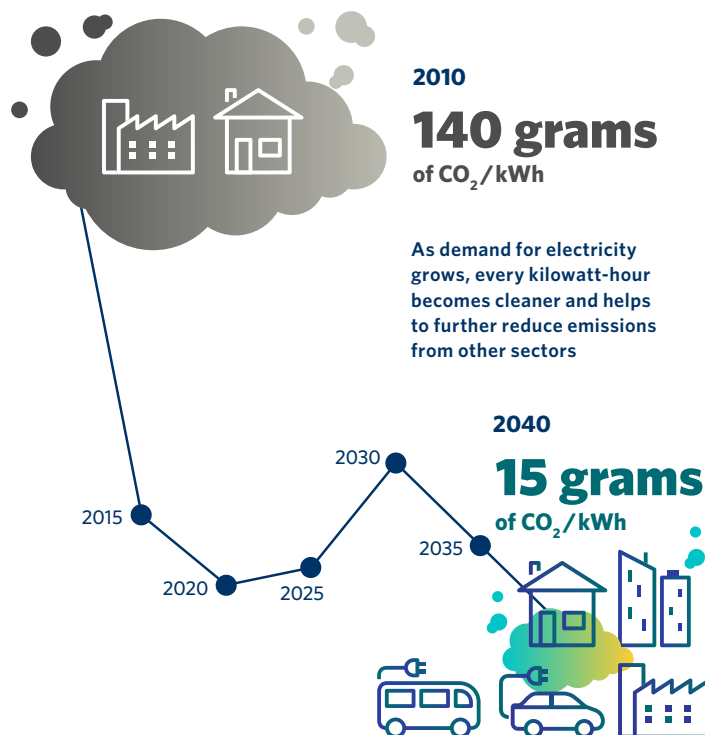 2010
140 grams
of CO₂/kWh
As demand for electricity
grows, every kilowatt-hour
becomes cleaner and helps
to further reduce emissions
from other sectors
2040
15 grams
of CO₂/kWh
2030
2015
2035
2020
2025